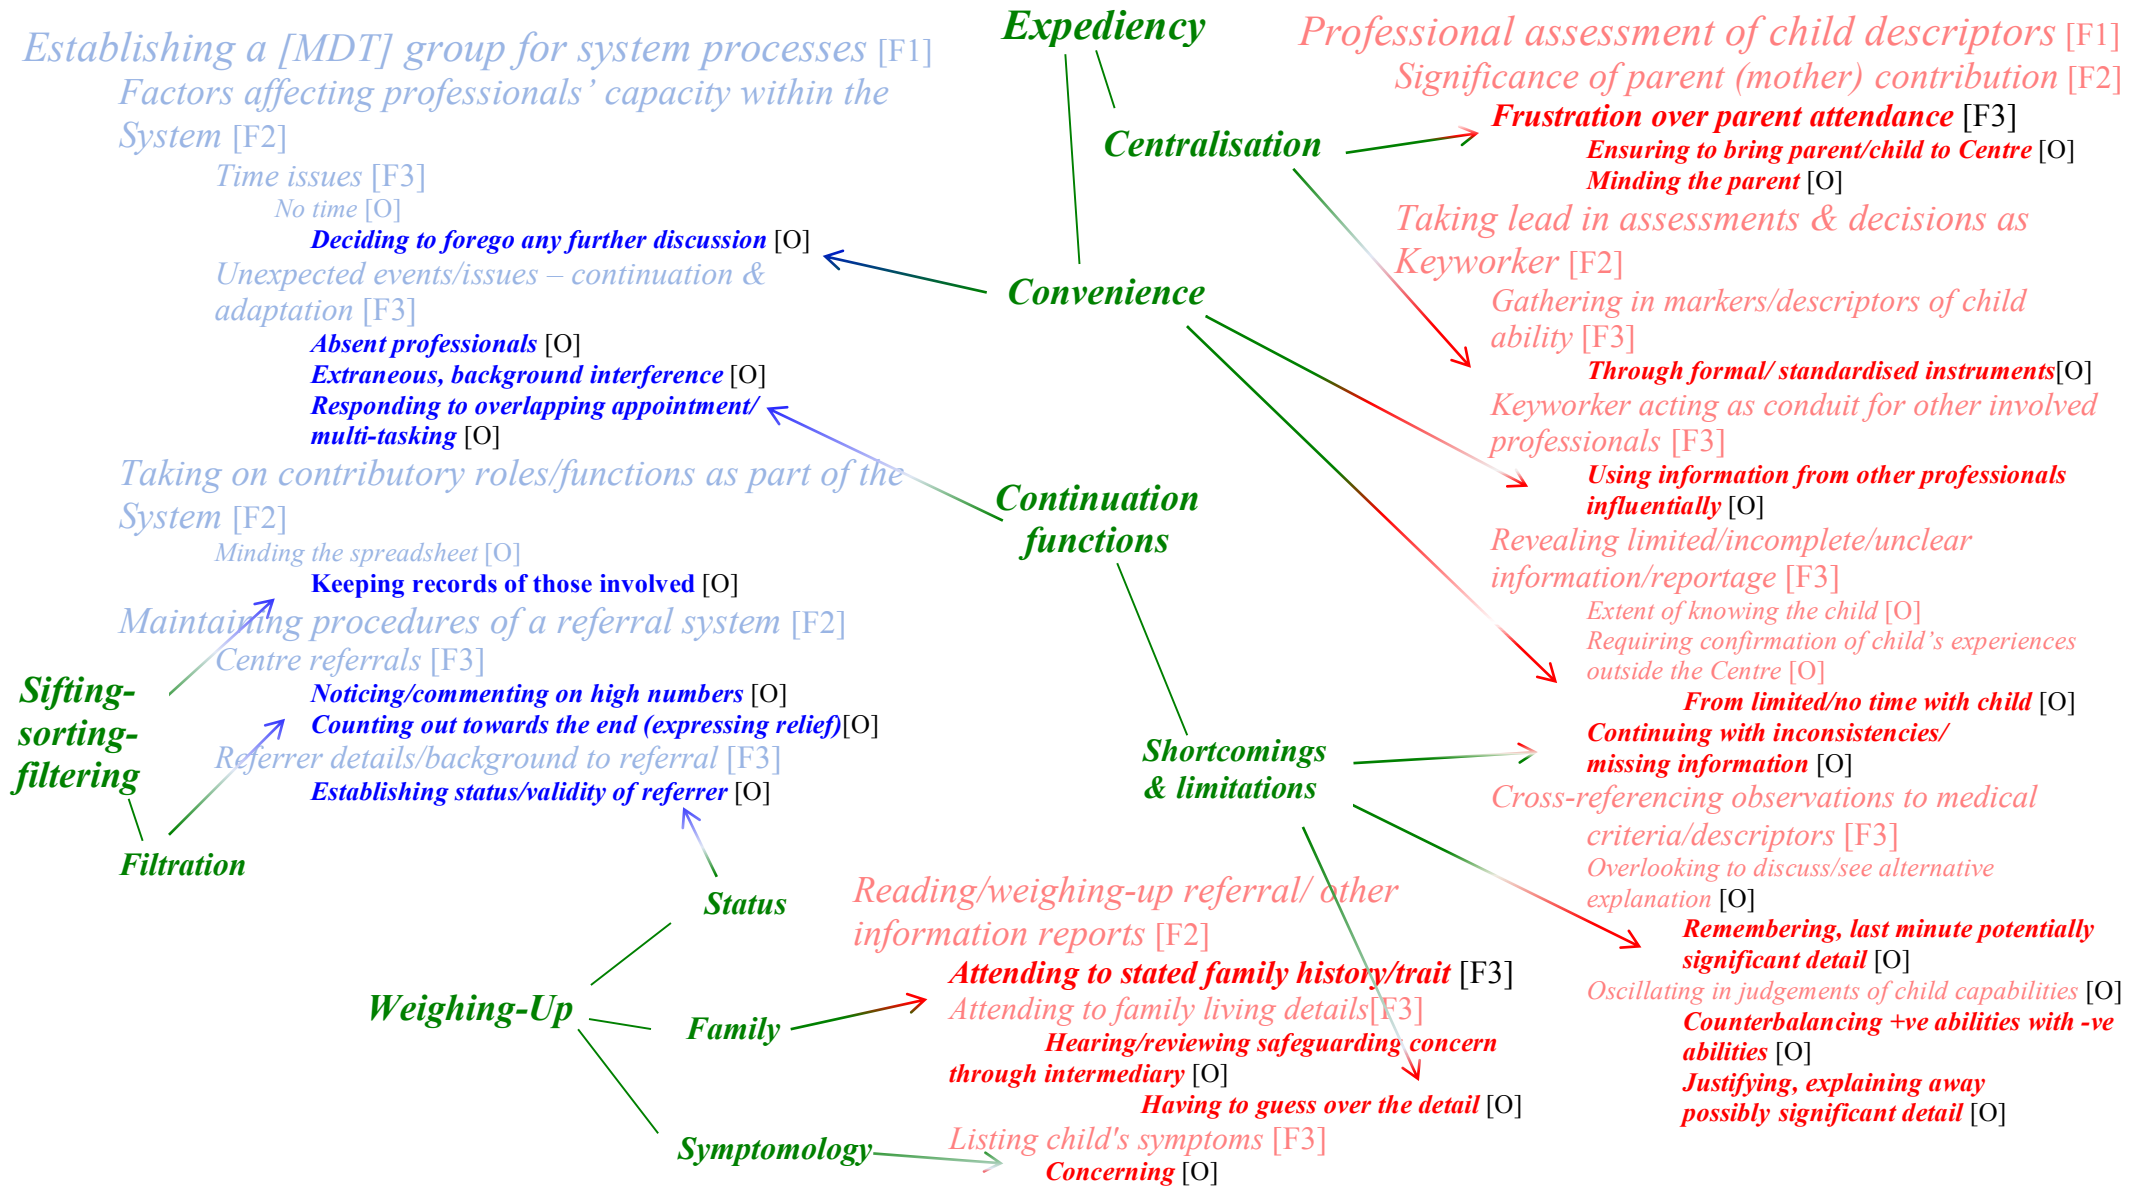 Establishing a [MDT] group for system processes [F1]
Factors affecting professionals’ capacity within the
System [F2]
Time issues [F3]
No time [O]
Deciding to forego any further discussion [O]
Unexpected events/issues – continuation &
adaptation [F3]
Absent professionals [O]
Extraneous, background interference [O]
Responding to overlapping appointment/
multi-tasking [O]
Taking on contributory roles/functions as part of the
System [F2]
Minding the spreadsheet [O]
Keeping records of those involved [O]
Maintaining procedures of a referral system [F2]
Centre referrals [F3]
Noticing/commenting on high numbers [O]
Counting out towards the end (expressing relief)[O]
Referrer details/background to referral [F3]
Establishing status/validity of referrer [O]
Sifting-
sorting-
filtering
Filtration
Expediency
Centralisation
Convenience
Continuation
functions
Shortcomings
& limitations
Status
Weighing-Up
Family
Symptomology
Reading/weighing-up referral/ other
information reports [F2]
Attending to stated family history/trait [F3]
Attending to family living details[F3]
Hearing/reviewing safeguarding concern
through intermediary [O]
Having to guess over the detail [O]
Listing child's symptoms [F3]
Concerning [O]
Professional assessment of child descriptors [F1]
Significance of parent (mother) contribution [F2]
Frustration over parent attendance [F3]
Ensuring to bring parent/child to Centre [O]
Minding the parent [O]
Taking lead in assessments & decisions as
Keyworker [F2]
Gathering in markers/descriptors of child
ability [F3]
Through formal/ standardised instruments[O]
Keyworker acting as conduit for other involved
professionals [F3]
Using information from other professionals
influentially [O]
Revealing limited/incomplete/unclear
information/reportage [F3]
Extent of knowing the child [O]
Requiring confirmation of child’s experiences
outside the Centre [O]
From limited/no time with child [O]
Continuing with inconsistencies/
missing information [O]
Cross-referencing observations to medical
criteria/descriptors [F3]
Overlooking to discuss/see alternative
explanation [O]
Remembering, last minute potentially
significant detail [O]
Oscillating in judgements of child capabilities [O]
Counterbalancing +ve abilities with -ve
abilities [O]
Justifying, explaining away
possibly significant detail [O]